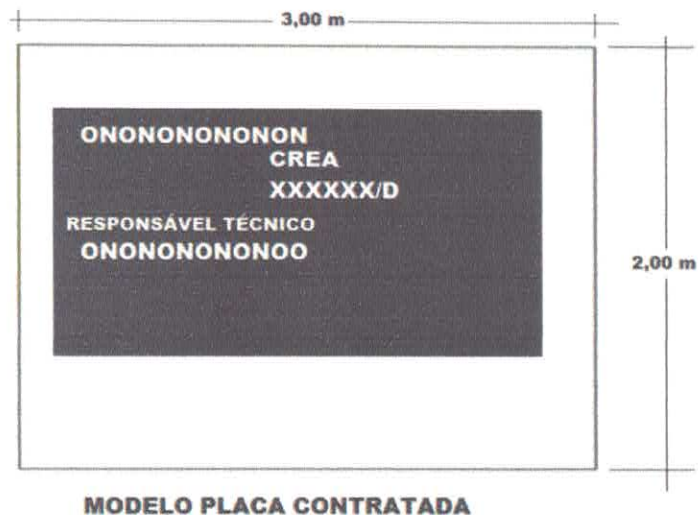 3,00 m
ONONONONONON
CREA
XXXXXX/D
RESPONSÁVEL TÉCNICO
ONONONONONOO
2,00 m
MODELO PLACA CONTRATADA